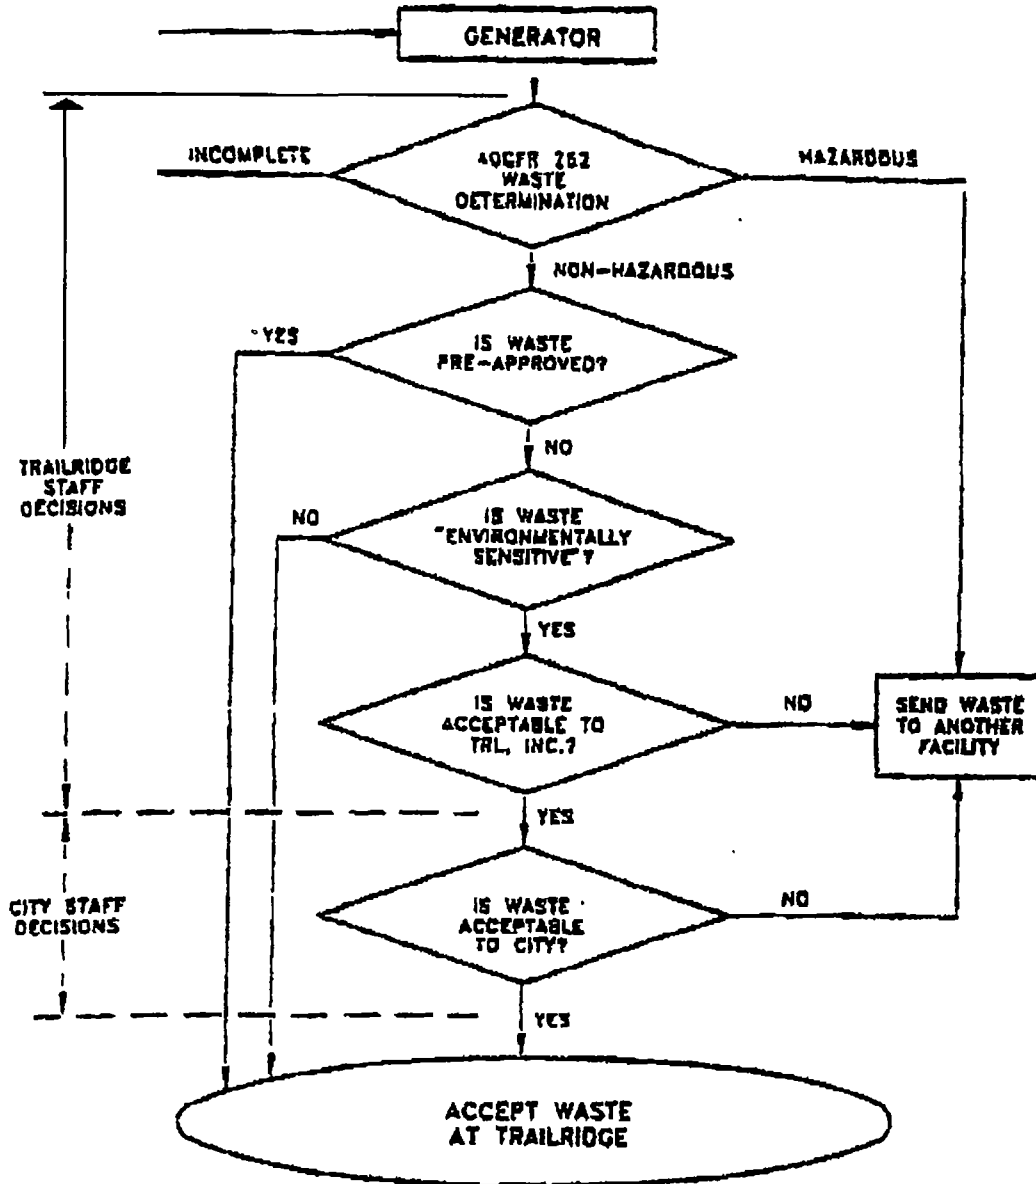 GENERATOR
INCOMPLETE
40CFR 262
WASTE
DETERMINATION
HAZARDOUS
NON-HAZARDOUS
YES
IS WASTE
PRE-APPROVED?
NO
TRAILRIDGE
STAFF
DECISIONS
NO
IS WASTE
"ENVIRONMENTALLY
SENSITIVE"?
YES
IS WASTE
ACCEPTABLE TO
TRL, INC.?
NO
SEND WASTE
TO ANOTHER
FACILITY
YES
CITY STAFF
DECISIONS
IS WASTE
ACCEPTABLE
TO CITY?
NO
YES
ACCEPT WASTE
AT TRAILRIDGE